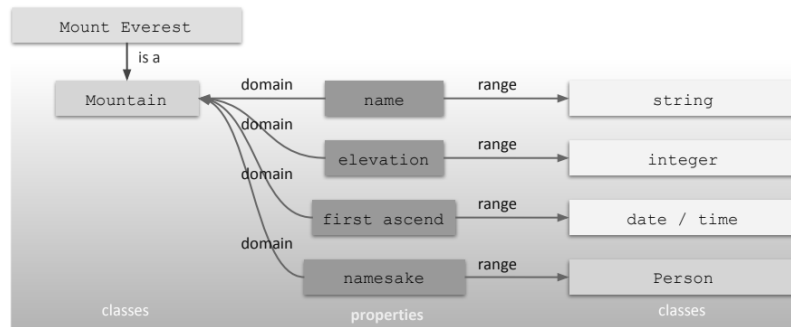 Mount Everest
is a
Mountain
domain
name
range
string
domain
elevation
range
integer
domain
first ascend
range
date / time
domain
namesake
range
Person
classes
properties
classes